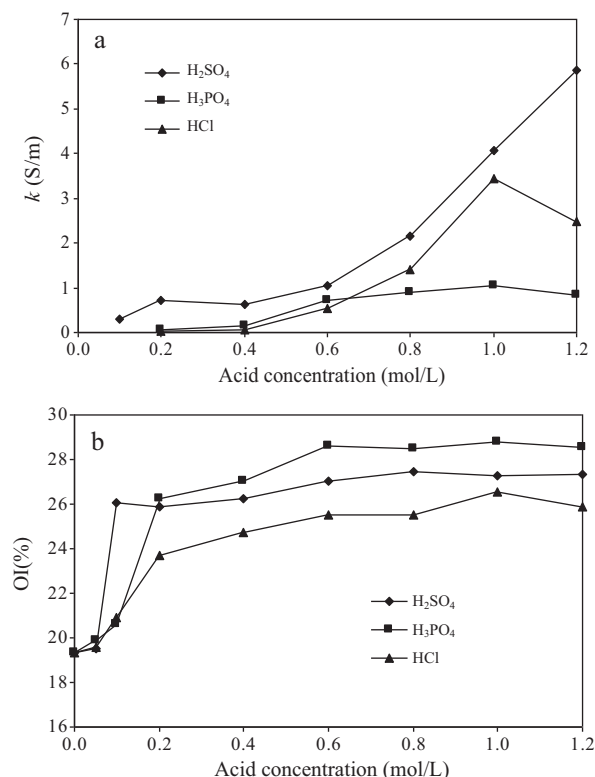 a
7
6
5
4
3
2
1
0
k (S/m)
H₂SO₄
H₃PO₄
HCl
0.0 0.2 0.4 0.6 0.8 1.0 1.2
Acid concentration (mol/L)
b
30
28
26
24
22
20
18
16
OI(%)
H₂SO₄
H₃PO₄
HCl
0.0 0.2 0.4 0.6 0.8 1.0 1.2
Acid concentration (mol/L)